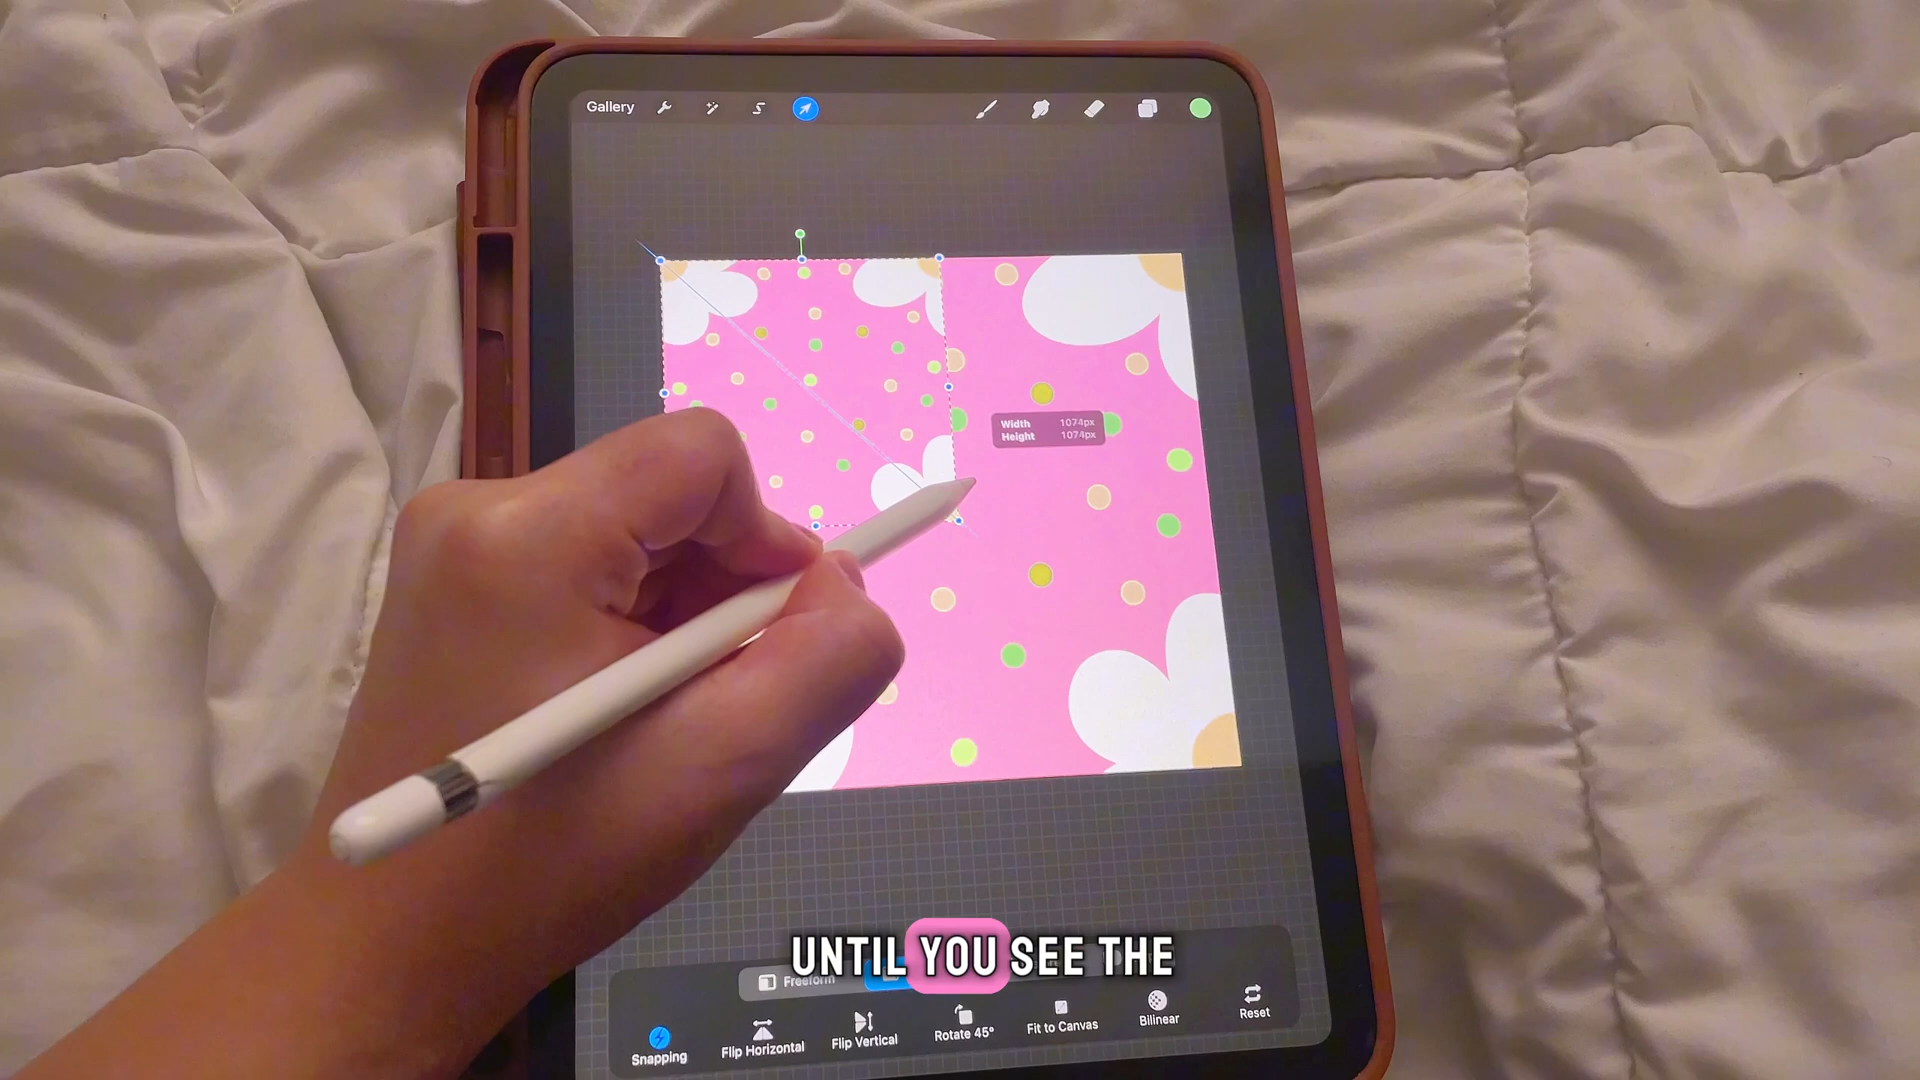 Gallery
Width 1074px
Height 1074px
UNTIL YOU SEE THE
Freeform
Snapping
Flip Horizontal
Flip Vertical
Rotate 45°
Fit to Canvas
Bilinear
Reset